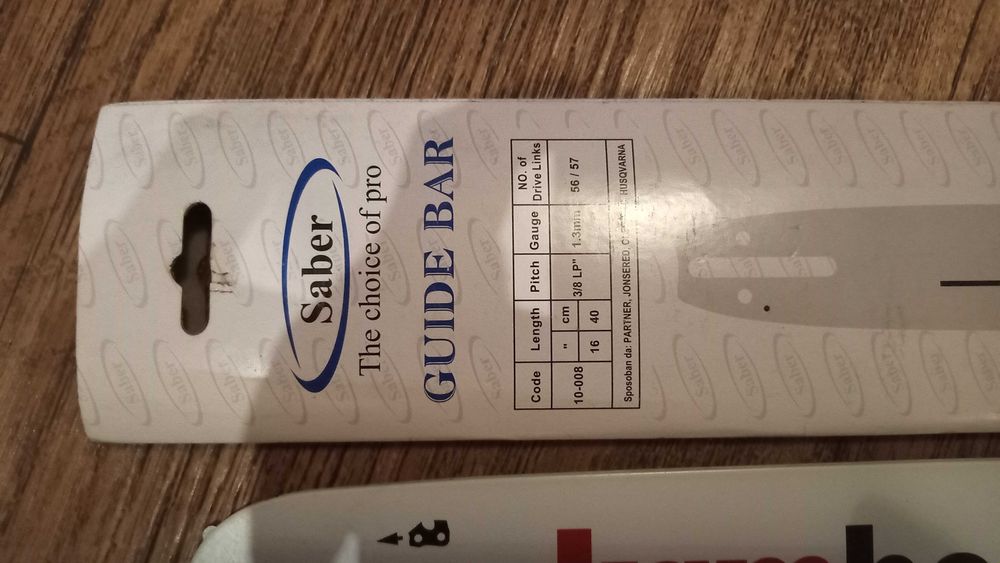 Saber
The choice of pro
GUIDE BAR
Code Length Pitch Gauge NO. of Drive Links
" cm
10-008 16 40 3/8 LP" 1.3mm 56 / 57
Sposoban da: PARTNER, JONSERED, HUSQVARNA